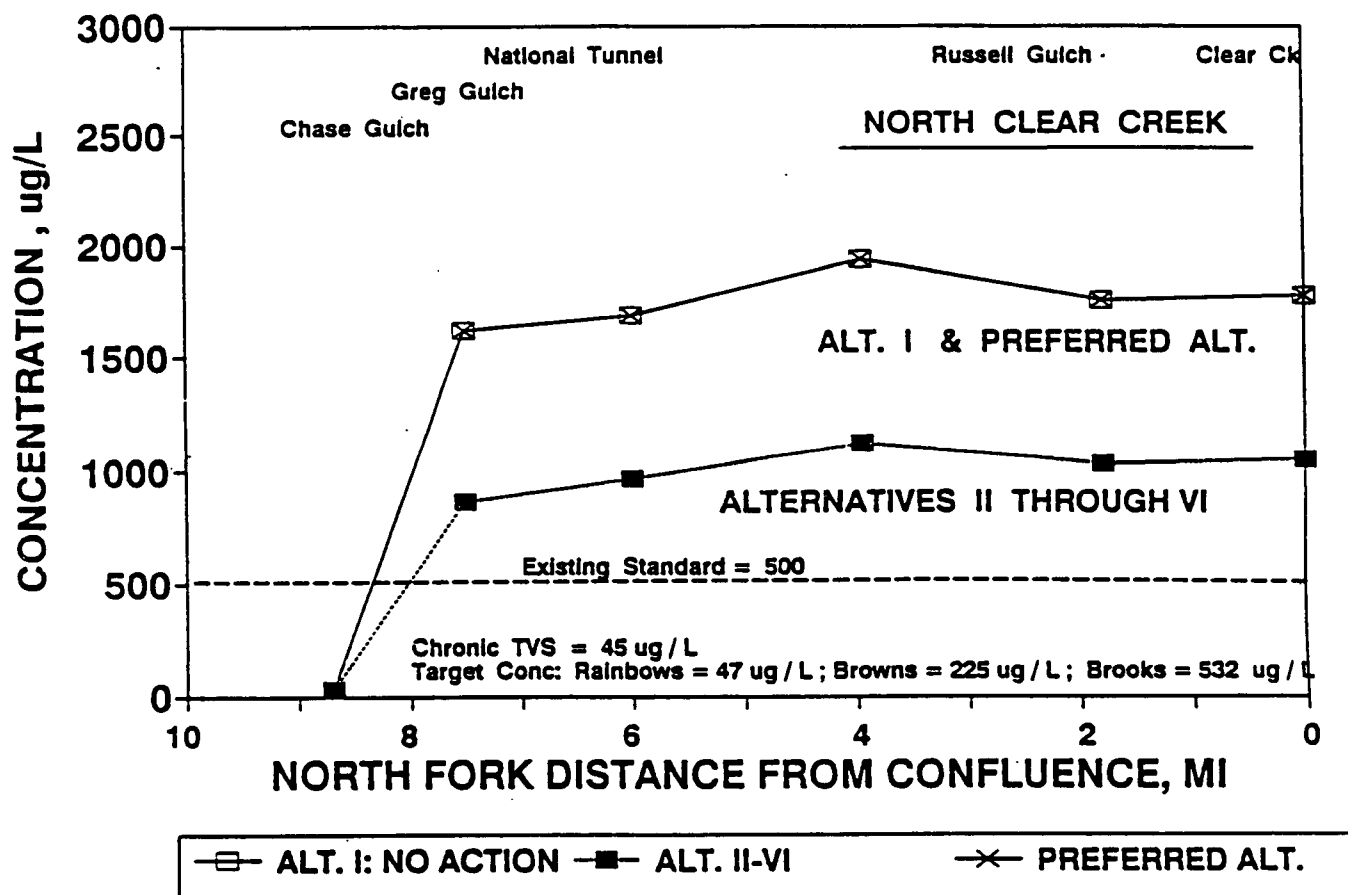 3000
National Tunnel
Russell Gulch
Clear Ck
Greg Gulch
Chase Gulch
NORTH CLEAR CREEK
2500
2000
1500
1000
500
0
CONCENTRATION, ug/L
ALT. I & PREFERRED ALT.
ALTERNATIVES II THROUGH VI
Existing Standard = 500
Chronic TVS = 45 ug / L
Target Conc: Rainbows = 47 ug / L ; Browns = 225 ug / L ; Brooks = 532 ug / L
10 8 6 4 2 0
NORTH FORK DISTANCE FROM CONFLUENCE, MI
ALT. I: NO ACTION ALT. II-VI PREFERRED ALT.